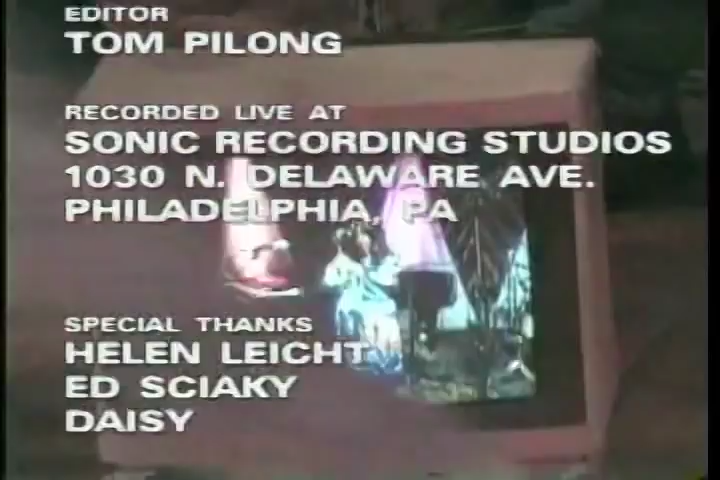 EDITOR
TOM PILONG
RECORDED LIVE AT
SONIC RECORDING STUDIOS
1030 N. DELAWARE AVE.
PHILADELPHIA, PA
SPECIAL THANKS
HELEN LEICHT
ED SCIAKY
DAISY